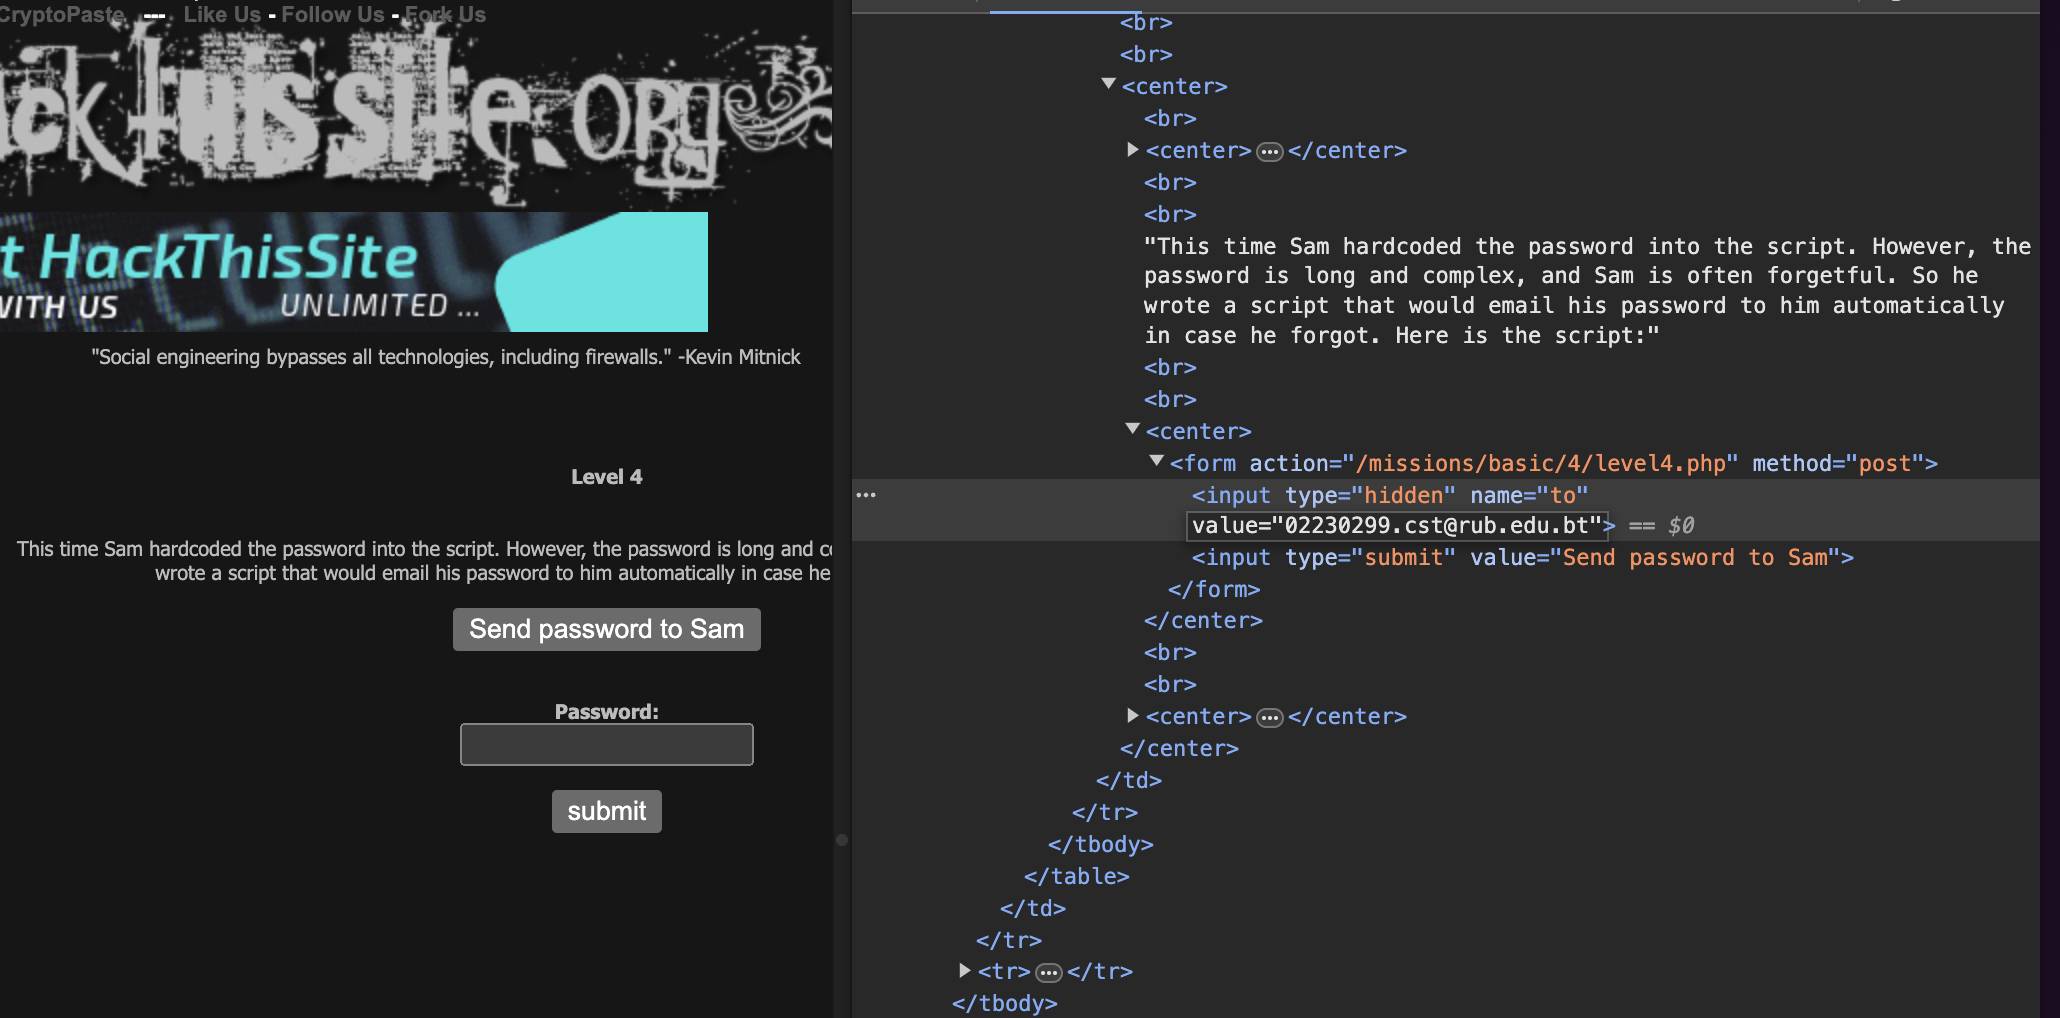 CryptoPaste --- Like Us - Follow Us - Fork Us
ck this site.org
t HackThisSite
WITH US UNLIMITED ...
"Social engineering bypasses all technologies, including firewalls." -Kevin Mitnick
Level 4
This time Sam hardcoded the password into the script. However, the password is long and
wrote a script that would email his password to him automatically in case he
Send password to Sam
Password:
submit
<br>
<br>
<center>
<br>
<center> ••• </center>
<br>
<br>
"This time Sam hardcoded the password into the script. However, the
password is long and complex, and Sam is often forgetful. So he
wrote a script that would email his password to him automatically
in case he forgot. Here is the script:"
<br>
<br>
<center>
<form action="/missions/basic/4/level4.php" method="post">
<input type="hidden" name="to"
value="02230299.cst@rub.edu.bt"> == $0
<input type="submit" value="Send password to Sam">
</form>
</center>
<br>
<br>
<center> ••• </center>
</center>
</td>
</tr>
</tbody>
</table>
</td>
</tr>
<tr> ••• </tr>
</tbody>